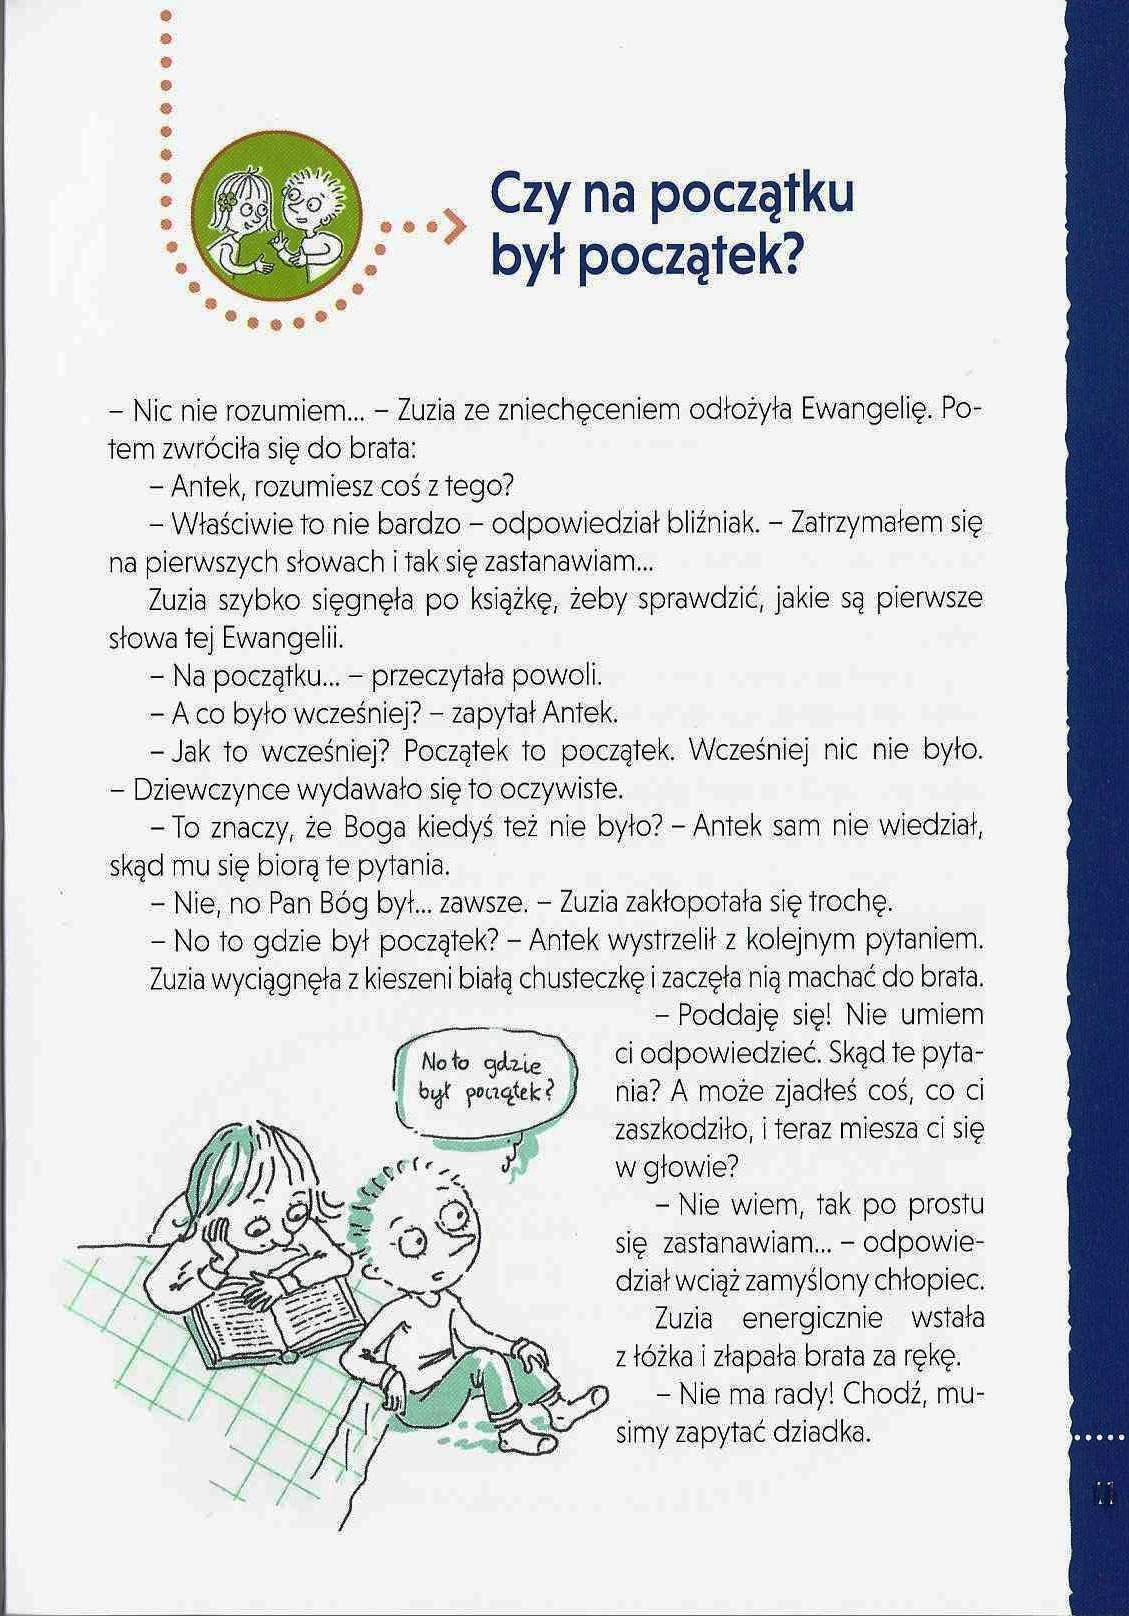 Czy na początku
był początek?
– Nic nie rozumiem... – Zuzia ze zniechęceniem odłożyła Ewangelię. Po-
tem zwróciła się do brata:
– Antek, rozumiesz coś z tego?
– Właściwie to nie bardzo – odpowiedział bliźniak. – Zatrzymałem się
na pierwszych słowach i tak się zastanawiam...
Zuzia szybko sięgnęła po książkę, żeby sprawdzić, jakie są pierwsze
słowa tej Ewangelii.
– Na początku... – przeczytała powoli.
– A co było wcześniej? – zapytał Antek.
– Jak to wcześniej? Początek to początek. Wcześniej nic nie było.
– Dziewczynce wydawało się to oczywiste.
– To znaczy, że Boga kiedyś też nie było? – Antek sam nie wiedział,
skąd mu się biorą te pytania.
– Nie, no Pan Bóg był... zawsze. – Zuzia zakłopotała się trochę.
– No to gdzie był początek? – Antek wystrzelił z kolejnym pytaniem.
Zuzia wyciągnęła z kieszeni białą chusteczkę i zaczęła nią machać do brata.
– Poddaję się! Nie umiem
ci odpowiedzieć. Skąd te pyta-
nia? A może zjadłeś coś, co ci
zaszkodziło, i teraz miesza ci się
w głowie?
– Nie wiem, tak po prostu
się zastanawiam... – odpowie-
dział wciąż zamyślony chłopiec.
Zuzia energicznie wstała
z łóżka i złapała brata za rękę.
– Nie ma rady! Chodź, mu-
simy zapytać dziadka.
No to gdzie
był początek?